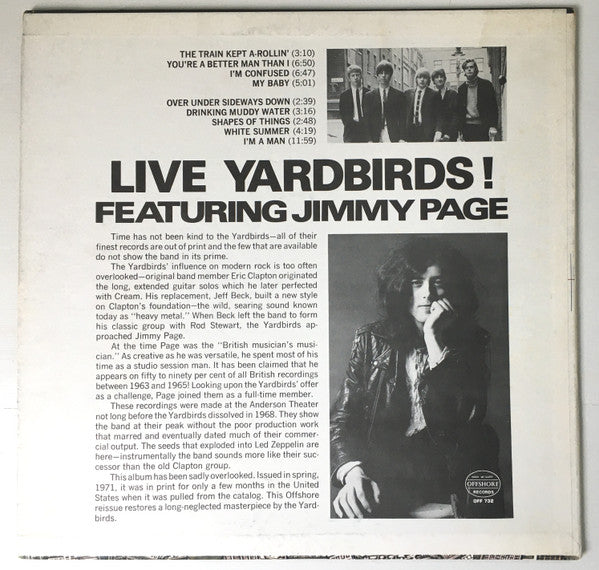 THE TRAIN KEPT A-ROLLIN' (3:10)
YOU'RE A BETTER MAN THAN I (6:50)
I'M CONFUSED (6:47)
MY BABY (5:01)
OVER UNDER SIDEWAYS DOWN (2:39)
DRINKING MUDDY WATER (3:16)
SHAPES OF THINGS (2:48)
WHITE SUMMER (4:19)
I'M A MAN (11:59)
LIVE YARDBIRDS!
FEATURING JIMMY PAGE
Time has not been kind to the Yardbirds—all of their
finest records are out of print and the few that are available
do not show the band in its prime.
The Yardbirds' influence on modern rock is too often
overlooked—original band member Eric Clapton originated
the long, extended guitar solos which he later perfected
with Cream. His replacement, Jeff Beck, built a new style
on Clapton's foundation—the wild, searing sound known
today as "heavy metal." When Beck left the band to form
his classic group with Rod Stewart, the Yardbirds ap-
proached Jimmy Page.
At the time Page was the "British musician's musi-
cian." As creative as he was versatile, he spent most of his
time as a studio session man. It has been claimed that he
appears on fifty to ninety per cent of all British recordings
between 1963 and 1965! Looking upon the Yardbirds' offer
as a challenge, Page joined them as a full-time member.
These recordings were made at the Anderson Theater
not long before the Yardbirds dissolved in 1968. They show
the band at their peak without the poor production work
that marred and eventually dated much of their commer-
cial output. The seeds that exploded into Led Zeppelin are
here—instrumentally the band sounds more like their suc-
cessor than the old Clapton group.
This album has been sadly overlooked. Issued in spring,
1971, it was in print for only a few months in the United
States when it was pulled from the catalog. This Offshore
reissue restores a long-neglected masterpiece by the Yard-
birds.
OFFSHORE
RECORDS
OFF 732